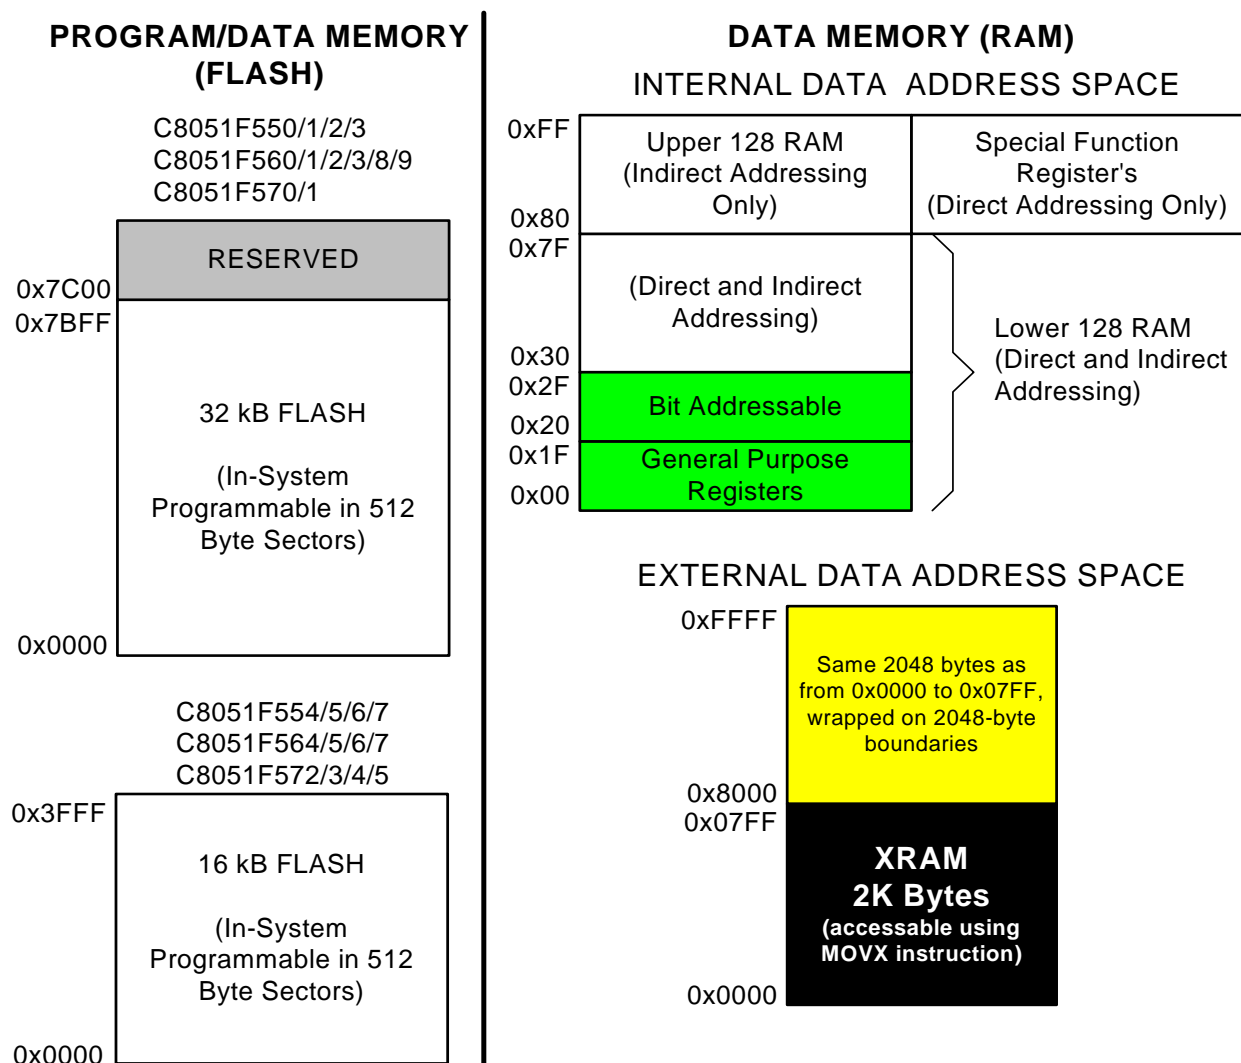 PROGRAM/DATA MEMORY
(FLASH)
C8051F550/1/2/3
C8051F560/1/2/3/8/9
C8051F570/1
RESERVED
0x7C00
0x7BFF
32 kB FLASH
(In-System
Programmable in 512
Byte Sectors)
0x0000
C8051F554/5/6/7
C8051F564/5/6/7
C8051F572/3/4/5
0x3FFF
16 kB FLASH
(In-System
Programmable in 512
Byte Sectors)
0x0000
DATA MEMORY (RAM)
INTERNAL DATA ADDRESS SPACE
0xFF
Upper 128 RAM
(Indirect Addressing
Only)
Special Function
Register's
(Direct Addressing Only)
0x80
0x7F
(Direct and Indirect
Addressing)
Lower 128 RAM
(Direct and Indirect
Addressing)
0x30
0x2F
Bit Addressable
0x20
0x1F
General Purpose
Registers
0x00
EXTERNAL DATA ADDRESS SPACE
0xFFFF
Same 2048 bytes as
from 0x0000 to 0x07FF,
wrapped on 2048-byte
boundaries
0x8000
0x07FF
XRAM
2K Bytes
(accessable using
MOVX instruction)
0x0000